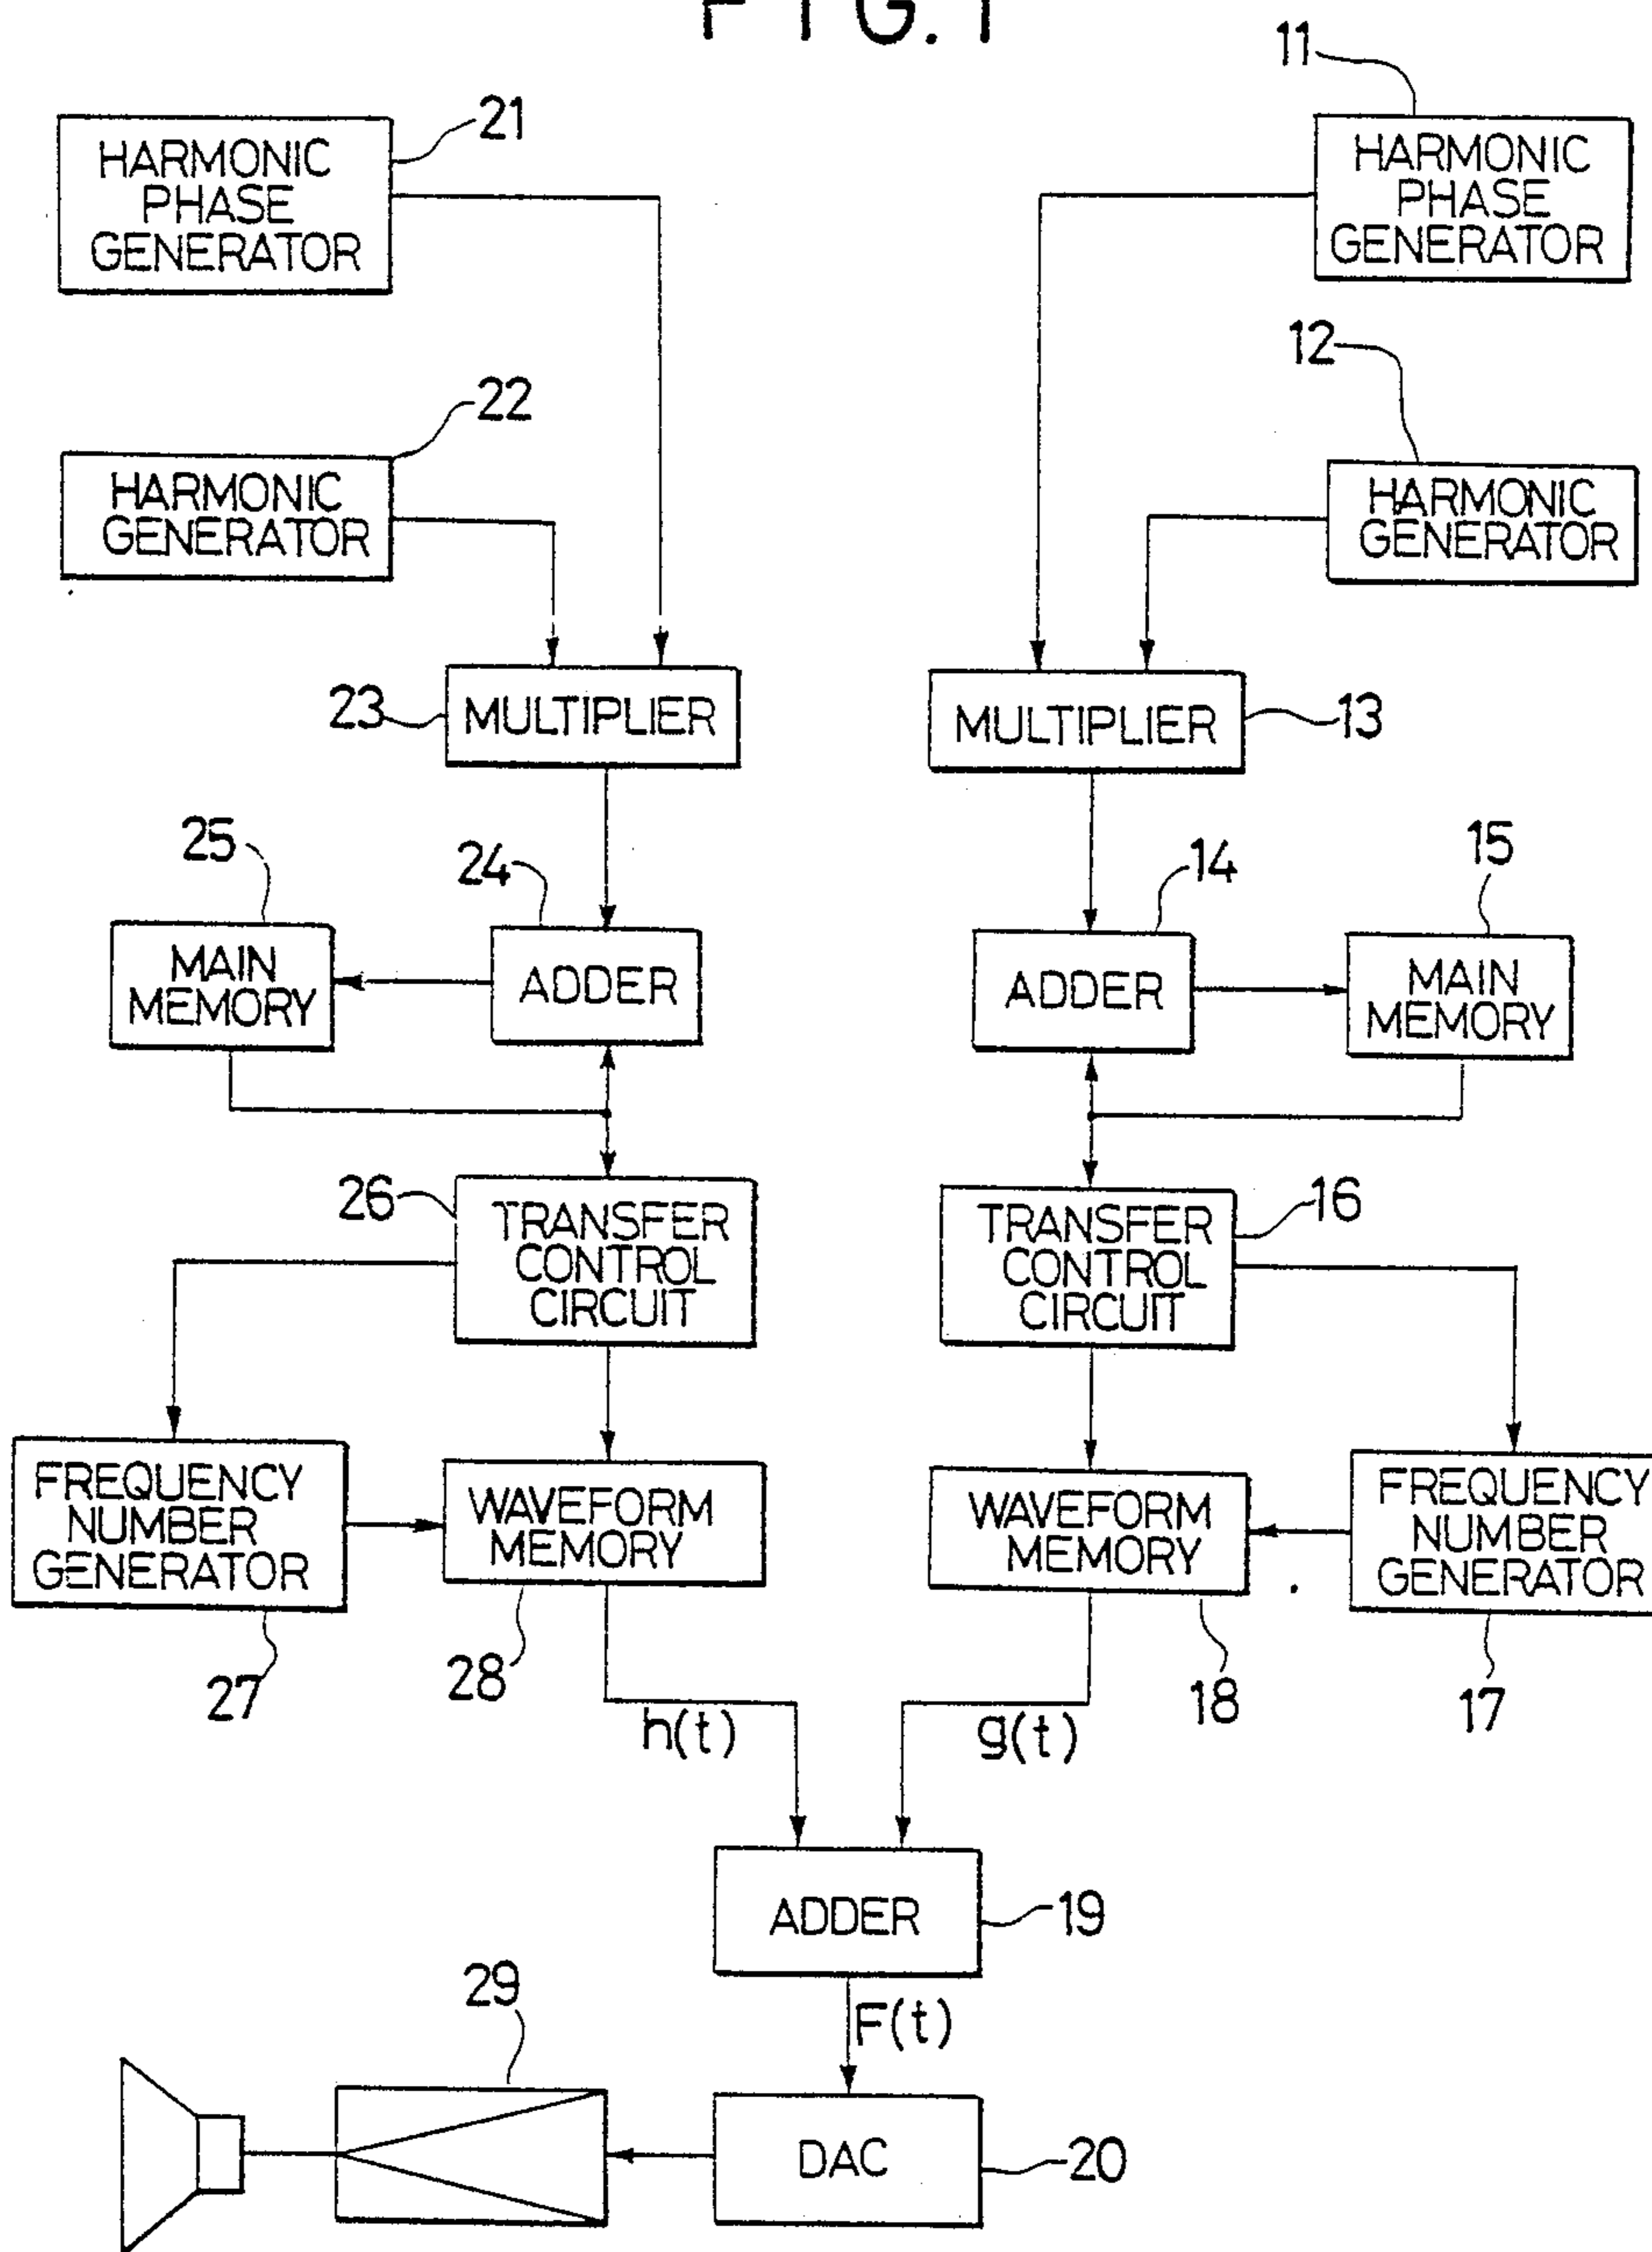 FIG. 1
11
21
HARMONIC
PHASE
GENERATOR
HARMONIC
PHASE
GENERATOR
12
22
HARMONIC
GENERATOR
HARMONIC
GENERATOR
23
MULTIPLIER
MULTIPLIER
13
25
24
14
15
MAIN
MEMORY
ADDER
ADDER
MAIN
MEMORY
26
TRANSFER
CONTROL
CIRCUIT
TRANSFER
CONTROL
CIRCUIT
16
FREQUENCY
NUMBER
GENERATOR
WAVEFORM
MEMORY
WAVEFORM
MEMORY
FREQUENCY
NUMBER
GENERATOR
27
28
18
17
h(t)
g(t)
ADDER
19
29
F(t)
DAC
20